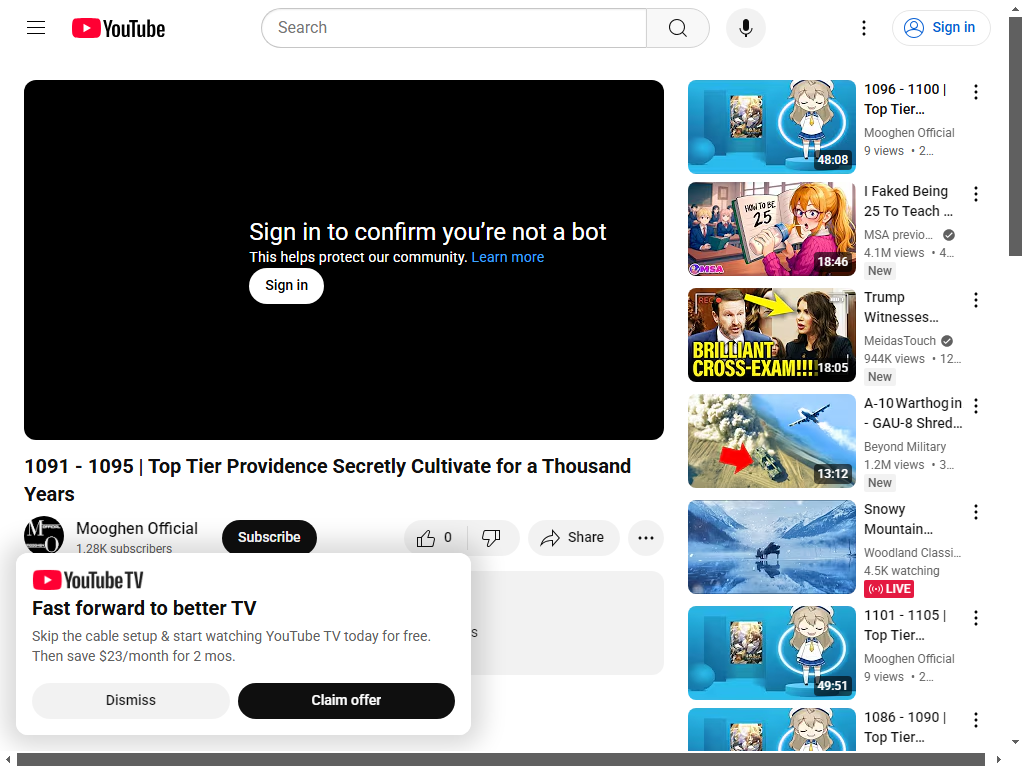 YouTube
Search
Sign in
Sign in to confirm you’re not a bot
This helps protect our community. Learn more
Sign in
1091 - 1095 | Top Tier Providence Secretly Cultivate for a Thousand
Years
Mooghen Official
1.28K subscribers
Subscribe
0
Share
YouTube TV
Fast forward to better TV
Skip the cable setup & start watching YouTube TV today for free.
Then save $23/month for 2 mos.
Dismiss
Claim offer
48:08
1096 - 1100 |
Top Tier...
Mooghen Official
9 views • 2...
HOW TO BE
25
MSA
18:46
I Faked Being
25 To Teach ...
MSA previo...
4.1M views • 4...
New
REC
BRILLIANT
CROSS-EXAM!!!!
18:05
Trump
Witnesses...
MeidasTouch
944K views • 12...
New
13:12
A-10 Warthog in
- GAU-8 Shred...
Beyond Military
1.2M views • 3...
New
Snowy
Mountain...
Woodland Classi...
4.5K watching
LIVE
49:51
1101 - 1105 |
Top Tier...
Mooghen Official
9 views • 2...
1086 - 1090 |
Top Tier...